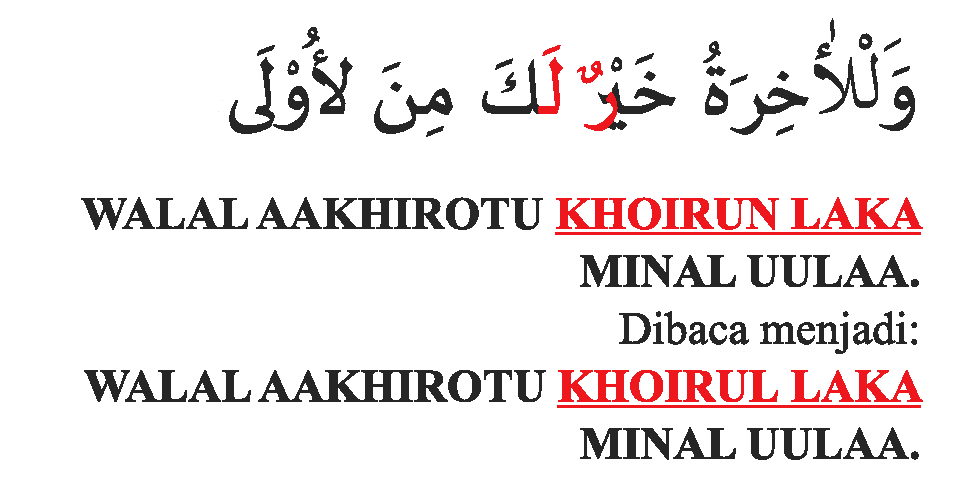 وَلَلْأٰخِرَةُ خَيْرٌ لَكَ مِنَ لأُوْلَى
WALAL AAKHIROTU KHOIRUN LAKA
MINAL UULAA.
Dibaca menjadi:
WALAL AAKHIROTU KHOIRUL LAKA
MINAL UULAA.